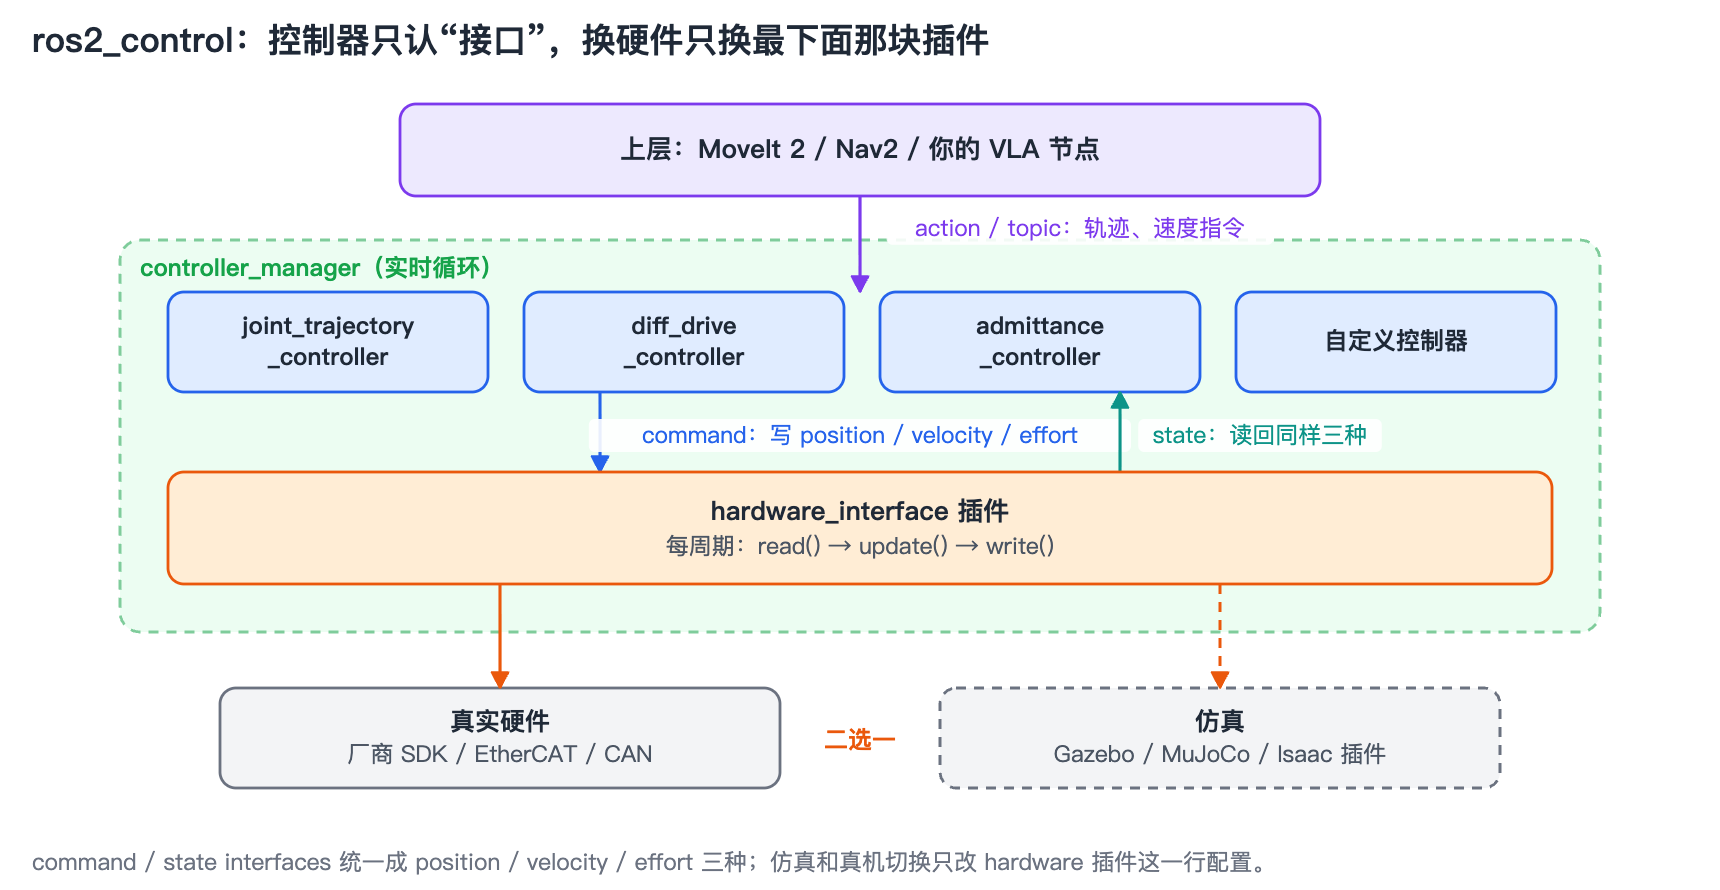 ros2_control：控制器只认“接口”，换硬件只换最下面那块插件
上层：MoveIt 2 / Nav2 / 你的 VLA 节点
action / topic：轨迹、速度指令
controller_manager（实时循环）
joint_trajectory
_controller
diff_drive
_controller
admittance
_controller
自定义控制器
command：写 position / velocity / effort
state：读回同样三种
hardware_interface 插件
每周期：read() → update() → write()
真实硬件
厂商 SDK / EtherCAT / CAN
二选一
仿真
Gazebo / MuJoCo / Isaac 插件
command / state interfaces 统一成 position / velocity / effort 三种；仿真和真机切换只改 hardware 插件这一行配置。